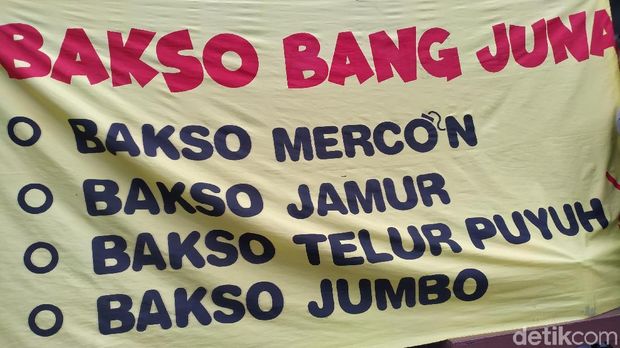 BAKSO BANG JUNA
BAKSO MERCON
BAKSO JAMUR
BAKSO TELUR PUYUH
BAKSO JUMBO
detikcom